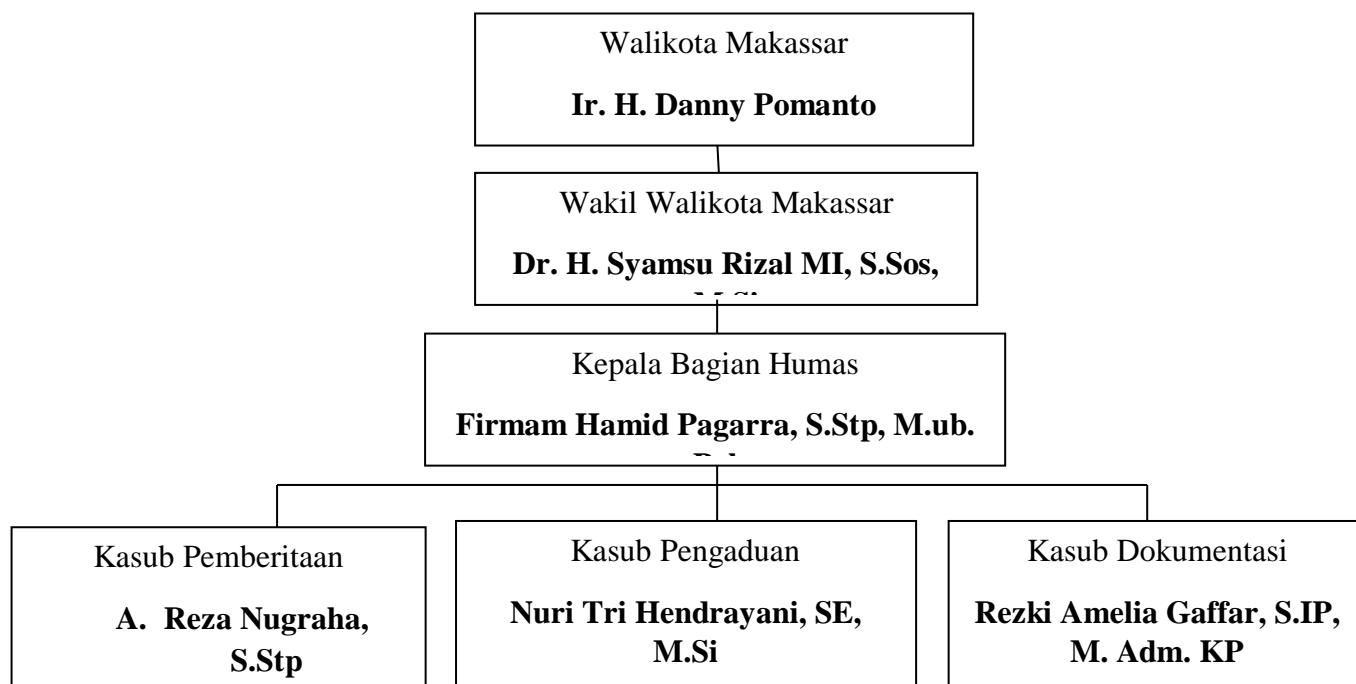 Walikota Makassar
Ir. H. Danny Pomanto
Wakil Walikota Makassar
Dr. H. Syamsu Rizal MI, S.Sos,
Kepala Bagian Humas
Firmam Hamid Pagarra, S.Stp, M.ub.
Kasub Pemberitaan
A. Reza Nugraha,
S.Stp
Kasub Pengaduan
Nuri Tri Hendrayani, SE,
M.Si
Kasub Dokumentasi
Rezki Amelia Gaffar, S.IP,
M. Adm. KP